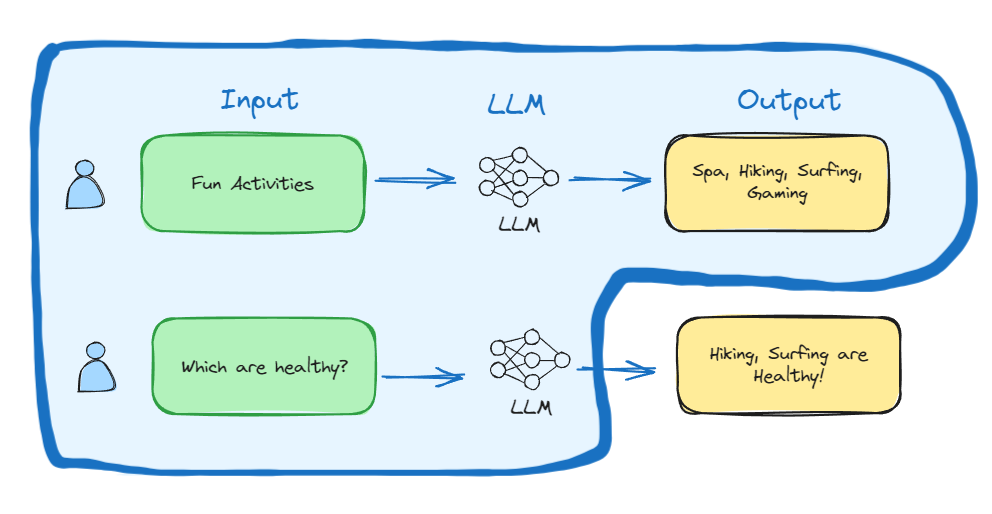 Input
LLM
Output
Fun Activities
LLM
Spa, Hiking, Surfing,
Gaming
Which are healthy?
LLM
Hiking, Surfing are
Healthy!